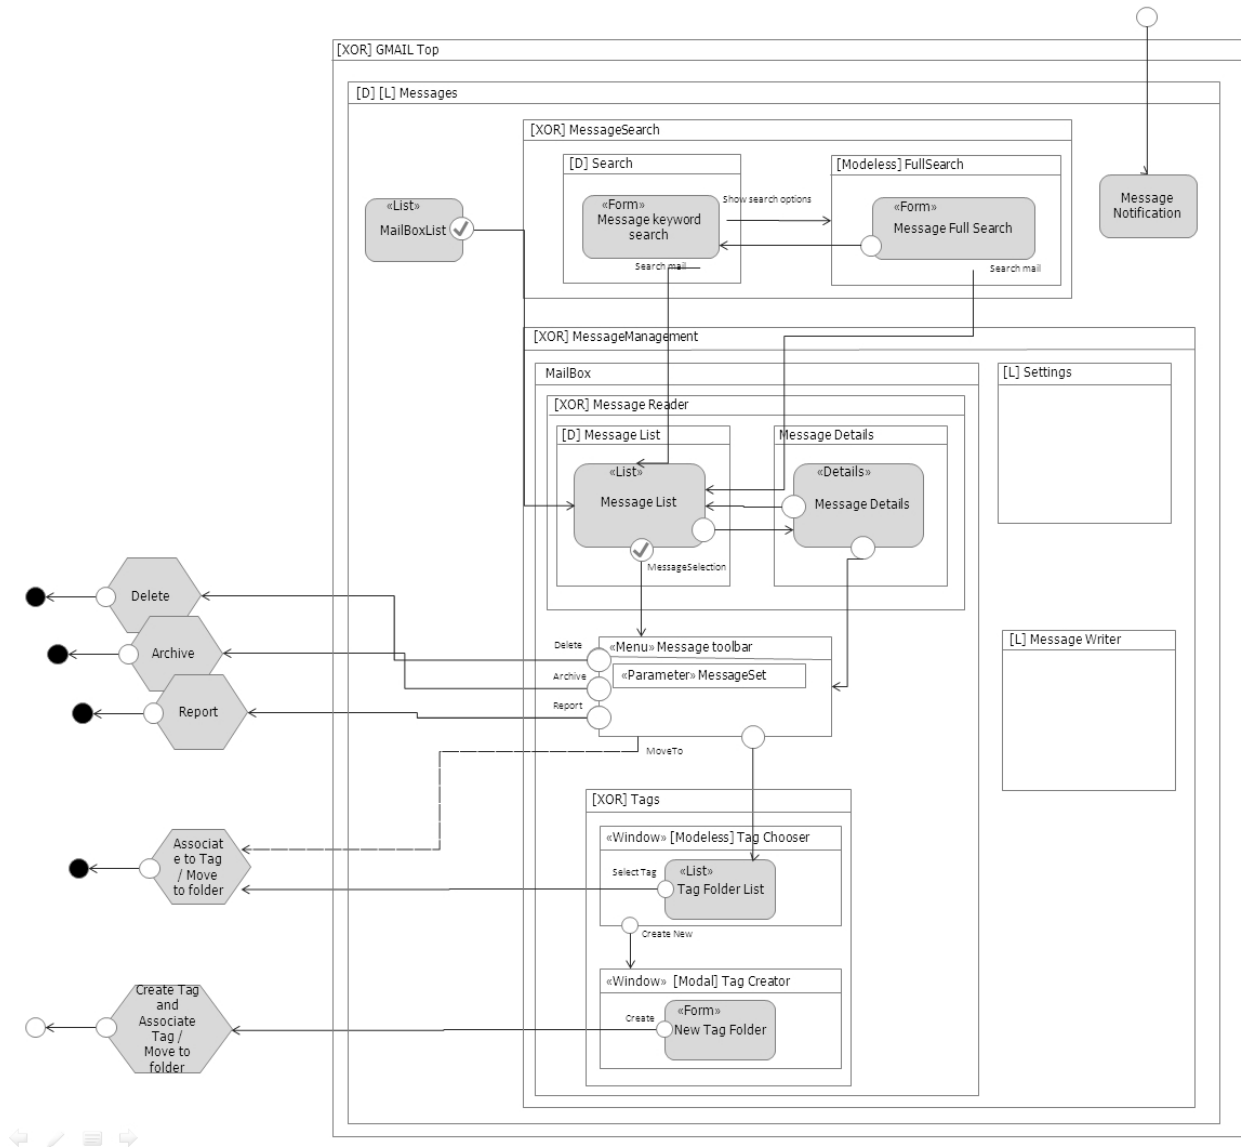 [XOR] GMAIL Top
[D] [L] Messages
[XOR] MessageSearch
[D] Search
[Modeless] FullSearch
«List»
MailBoxList
«Form»
Message keyword
search
Show search options
«Form»
Message Full Search
Message
Notification
Search mail
Search mail
[XOR] MessageManagement
MailBox
[L] Settings
[XOR] Message Reader
[D] Message List
Message Details
«List»
Message List
«Details»
Message Details
MessageSelection
Delete
Archive
Report
Delete
Archive
Report
«Menu» Message toolbar
«Parameter» MessageSet
[L] Message Writer
MoveTo
[XOR] Tags
«Window» [Modeless] Tag Chooser
Associat
e to Tag
/ Move
to folder
Select Tag
«List»
Tag Folder List
Create New
«Window» [Modal] Tag Creator
Create Tag
and
Associate
Tag /
Move to
folder
Create
«Form»
New Tag Folder